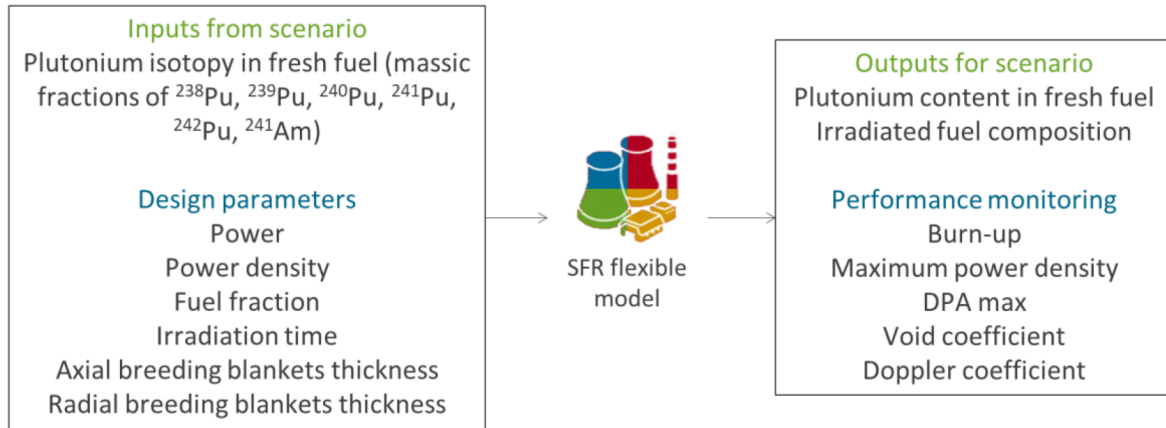 Inputs from scenario
Plutonium isotopy in fresh fuel (massic
fractions of ²³⁸Pu, ²³⁹Pu, ²⁴⁰Pu, ²⁴¹Pu,
²⁴²Pu, ²⁴¹Am)
Design parameters
Power
Power density
Fuel fraction
Irradiation time
Axial breeding blankets thickness
Radial breeding blankets thickness
SFR flexible
model
Outputs for scenario
Plutonium content in fresh fuel
Irradiated fuel composition
Performance monitoring
Burn-up
Maximum power density
DPA max
Void coefficient
Doppler coefficient